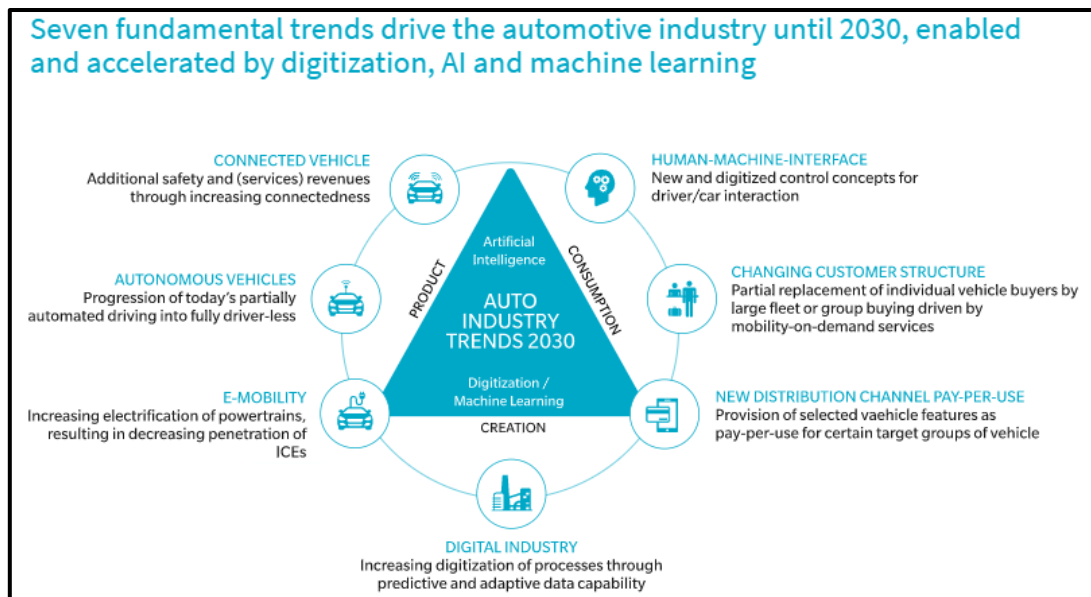 Seven fundamental trends drive the automotive industry until 2030, enabled
and accelerated by digitization, AI and machine learning
CONNECTED VEHICLE
Additional safety and (services) revenues
through increasing connectedness
HUMAN-MACHINE-INTERFACE
New and digitized control concepts for
driver/car interaction
AUTONOMOUS VEHICLES
Progression of today's partially
automated driving into fully driver-less
CHANGING CUSTOMER STRUCTURE
Partial replacement of individual vehicle buyers by
large fleet or group buying driven by
mobility-on-demand services
E-MOBILITY
Increasing electrification of powertrains,
resulting in decreasing penetration of
ICEs
NEW DISTRIBUTION CHANNEL PAY-PER-USE
Provision of selected vaehicle features as
pay-per-use for certain target groups of vehicle
PRODUCT
CONSUMPTION
Artificial
Intelligence
AUTO
INDUSTRY
TRENDS 2030
Digitization /
Machine Learning
CREATION
DIGITAL INDUSTRY
Increasing digitization of processes through
predictive and adaptive data capability